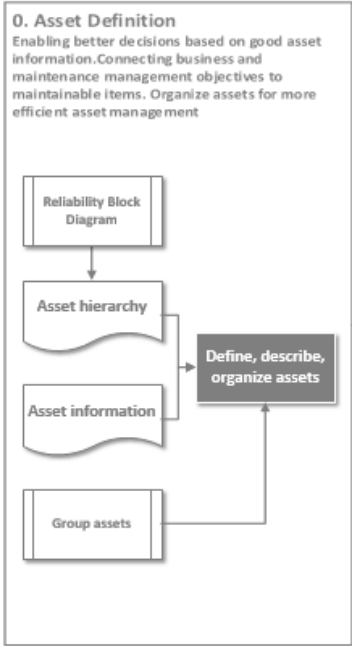 0. Asset Definition
Enabling better decisions based on good asset
information.Connecting business and
maintenance management objectives to
maintainable items. Organize assets for more
efficient asset management
Reliability Block
Diagram
Asset hierarchy
Define, describe,
organize assets
Asset information
Group assets